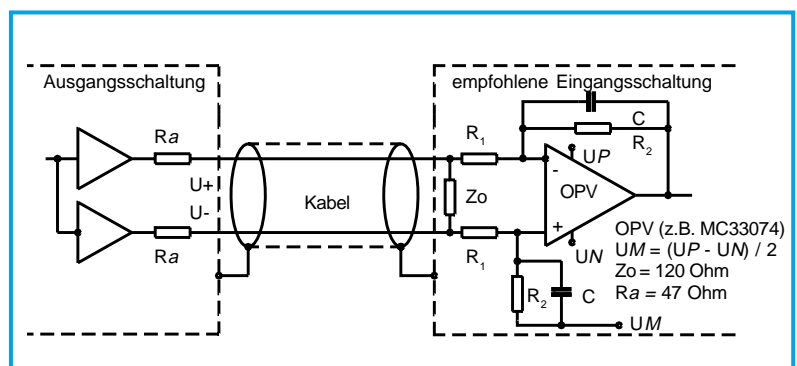 Ausgangsschaltung
empfohlene Eingangsschaltung
Ra
U+
U-
Ra
Kabel
Zo
R1
R1
C
R2
UP
-
OPV
+
UN
R2
C
UM
OPV (z.B. MC33074)
UM = (UP - UN) / 2
Zo = 120 Ohm
Ra = 47 Ohm